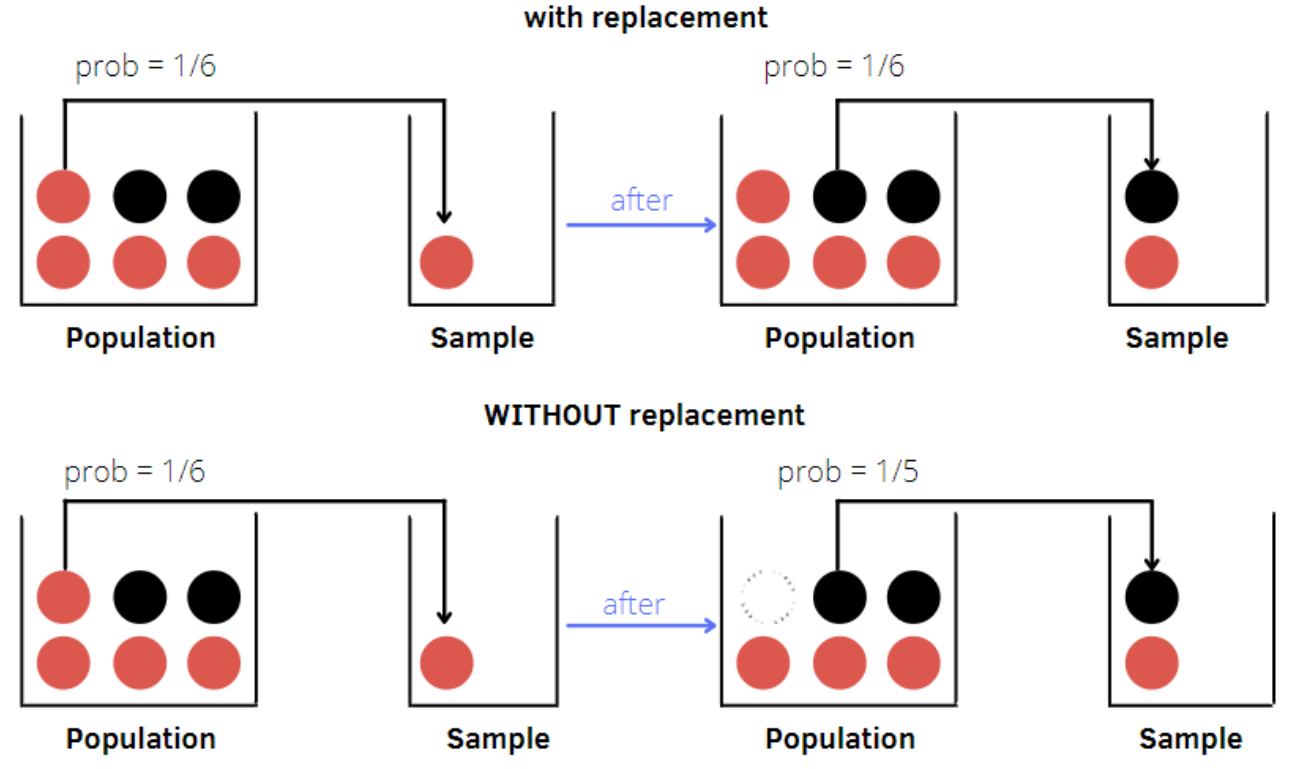 with replacement
prob = 1/6
prob = 1/6
after
Population
Sample
Population
Sample
WITHOUT replacement
prob = 1/6
prob = 1/5
after
Population
Sample
Population
Sample